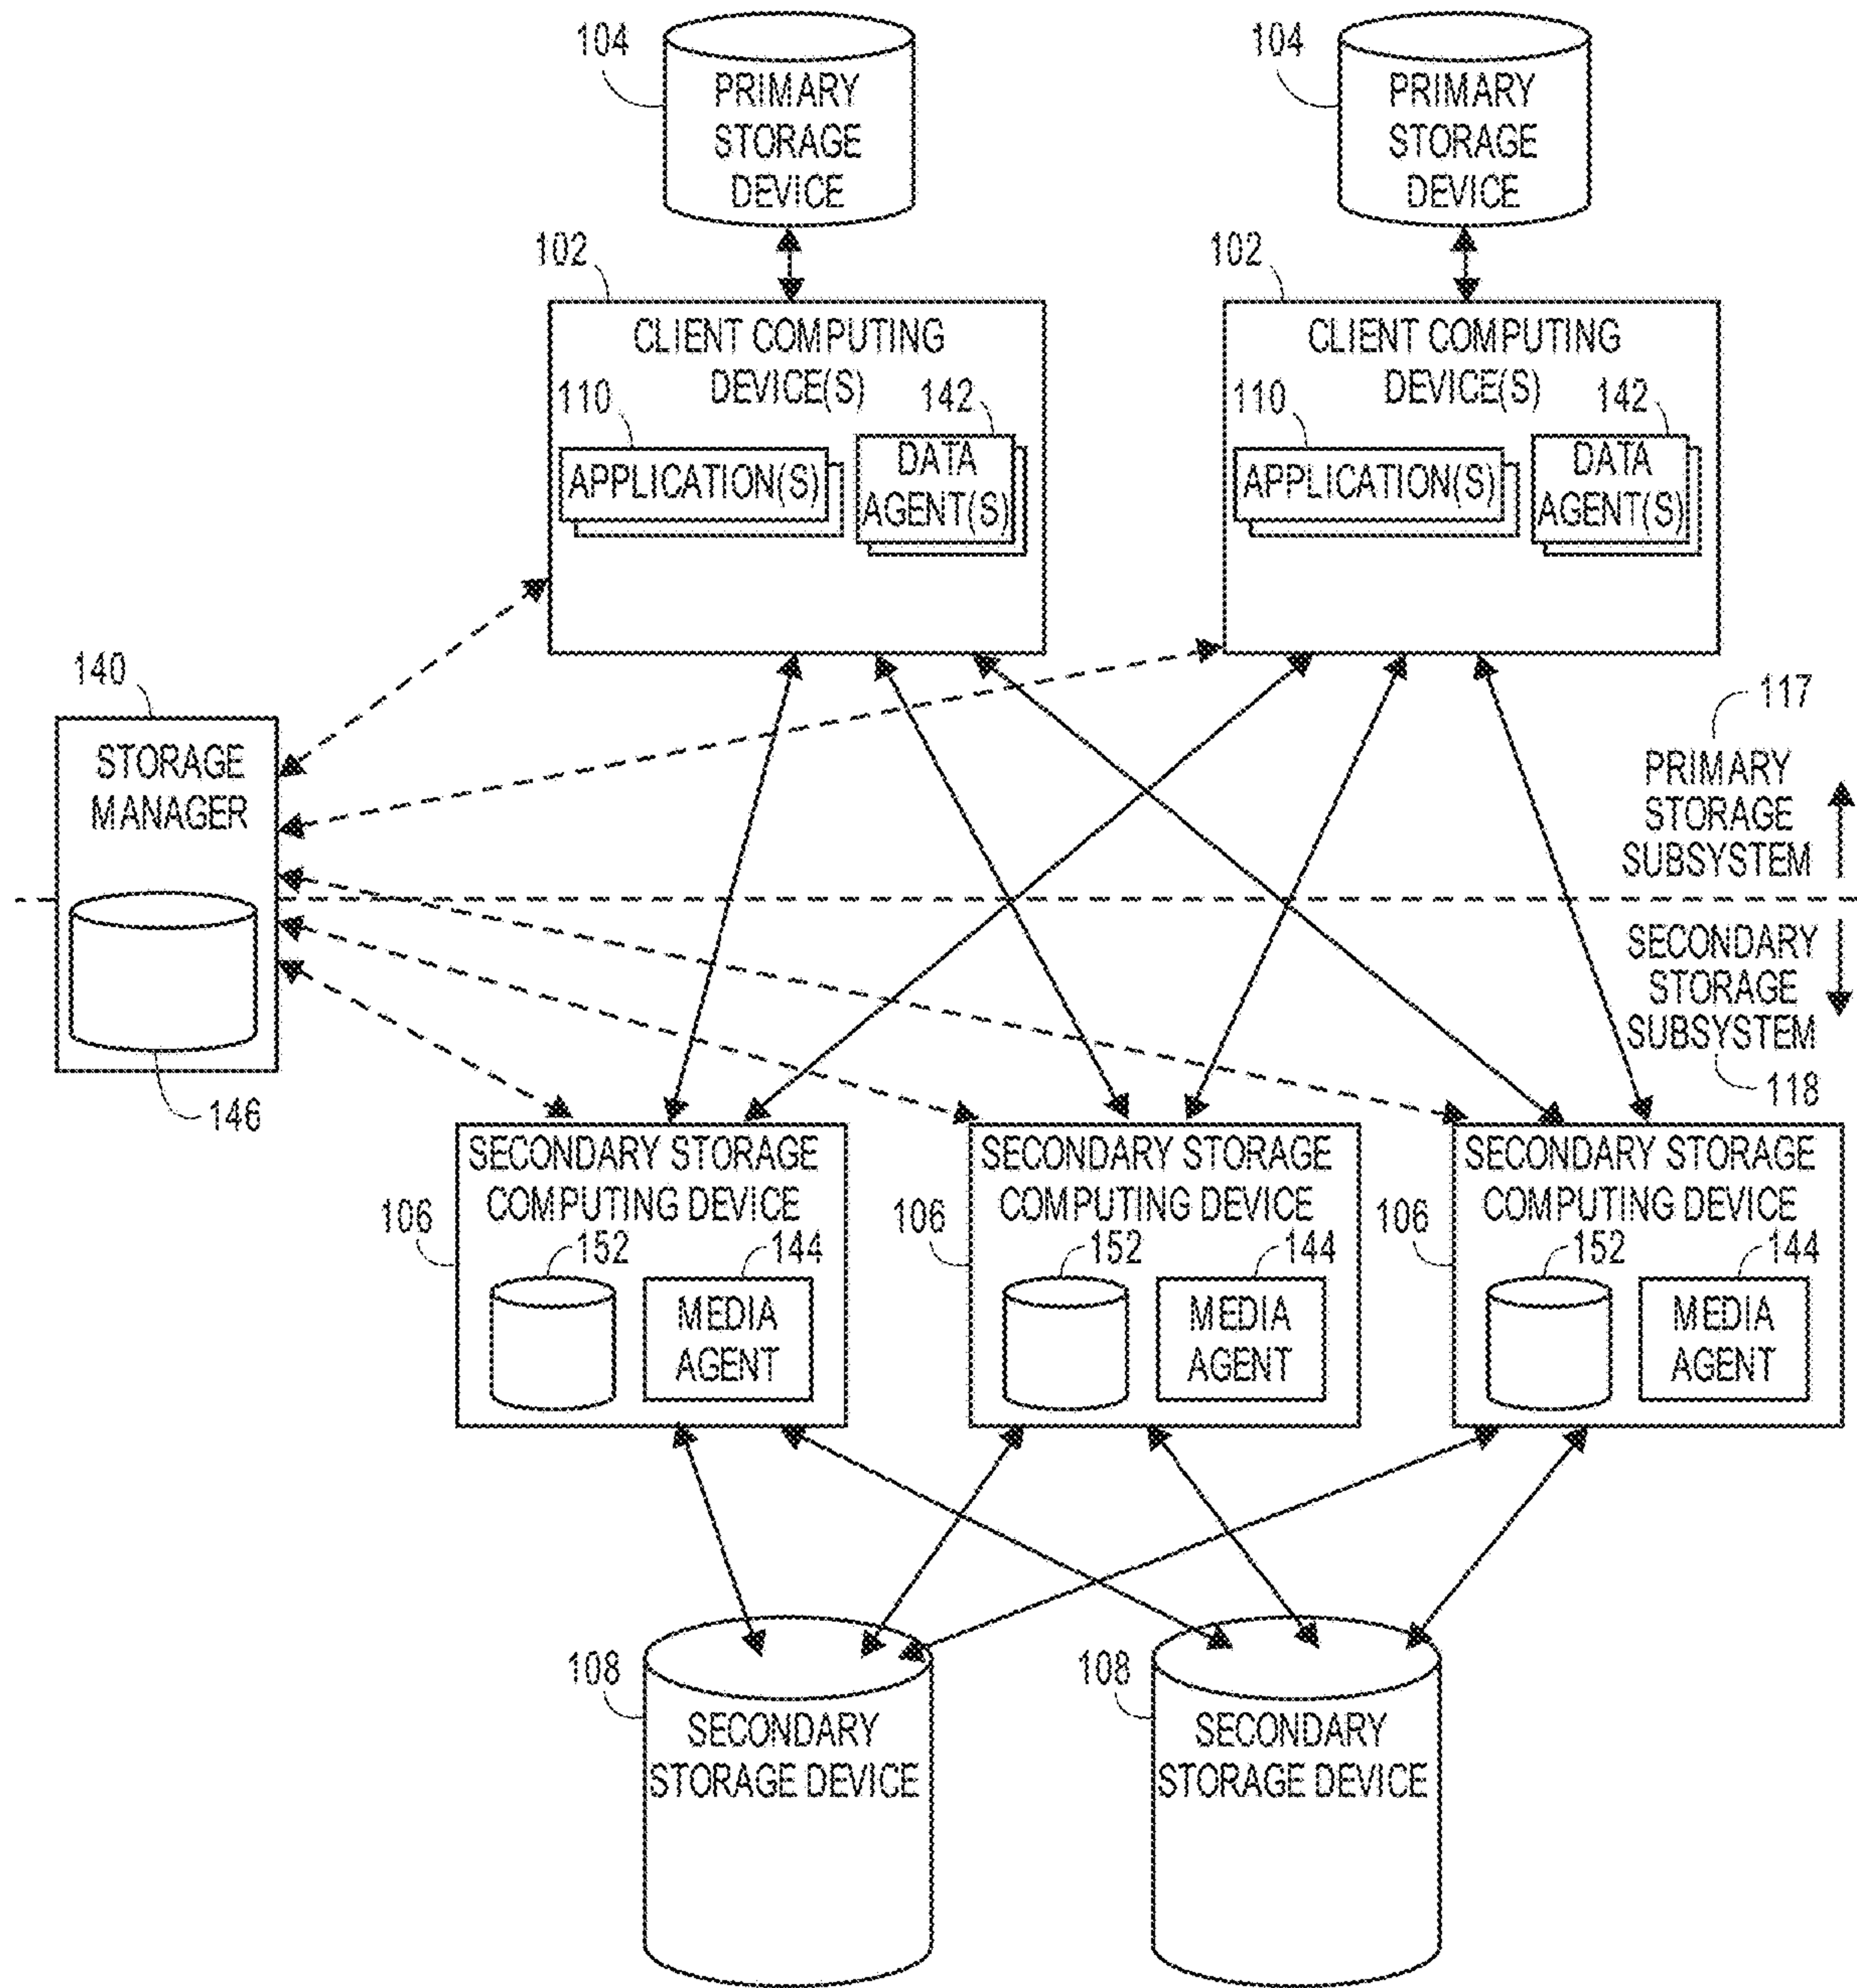 104
PRIMARY
STORAGE
DEVICE
104
PRIMARY
STORAGE
DEVICE
102
CLIENT COMPUTING
DEVICE(S)
110
APPLICATION(S)
142
DATA
AGENT(S)
102
CLIENT COMPUTING
DEVICE(S)
110
APPLICATION(S)
142
DATA
AGENT(S)
140
STORAGE
MANAGER
146
117
PRIMARY
STORAGE
SUBSYSTEM
SECONDARY
STORAGE
SUBSYSTEM
118
106
SECONDARY STORAGE
COMPUTING DEVICE
152
144
MEDIA
AGENT
106
SECONDARY STORAGE
COMPUTING DEVICE
152
144
MEDIA
AGENT
106
SECONDARY STORAGE
COMPUTING DEVICE
152
144
MEDIA
AGENT
108
SECONDARY
STORAGE DEVICE
108
SECONDARY
STORAGE DEVICE